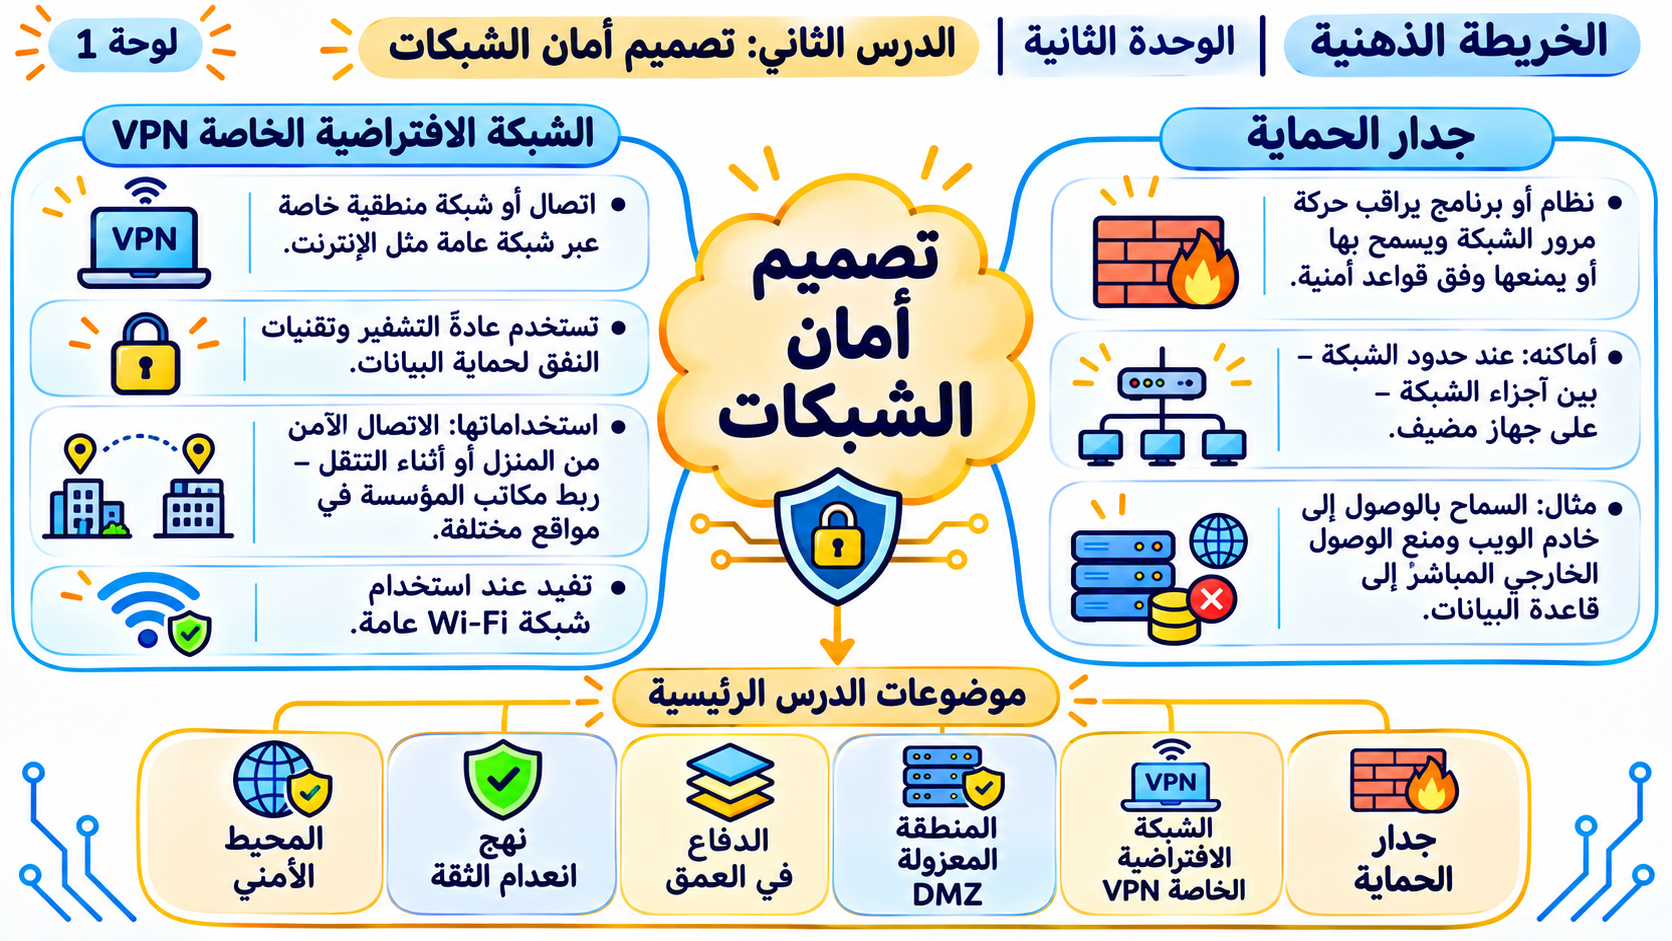 الخريطة الذهنية
الوحدة الثانية
الدرس الثاني: تصميم أمان الشبكات
لوحة 1
جدار الحماية
• نظام أو برنامج يراقب حركة
مرور الشبكة ويسمح بها
أو يمنعها وفق قواعد أمنية.
• أماكنه: عند حدود الشبكة –
بين آجزاء الشبكة –
على جهاز مضيف.
• مثال: السماح بالوصول إلى
خادم الويب ومنع الوصول
الخارجي المباشرُ إلى
قاعدة البيانات.
تصميم
أمان
الشبكات
الشبكة الافتراضية الخاصة VPN
VPN
• اتصال أو شبكة منطقية خاصة
عبر شبكة عامة مثل الإنترنت.
• تستخدم عادةً التشفير وتقنيات
النفق لحماية البيانات.
• استخداماتها: الاتصال الآمن
من المنزل أو أثناء التتقل –
ربط مكاتب المؤسسة في
مواقع مختلفة.
• تفيد عند استخدام
شبكة Wi-Fi عامة.
موضوعات الدرس الرئيسية
جدار
الحماية
VPN
الشبكة
الافتراضية
الخاصة VPN
المنطقة
المعزولة
DMZ
الدفاع
في العمق
نهج
انعدام الثقة
المحيط
الأمني